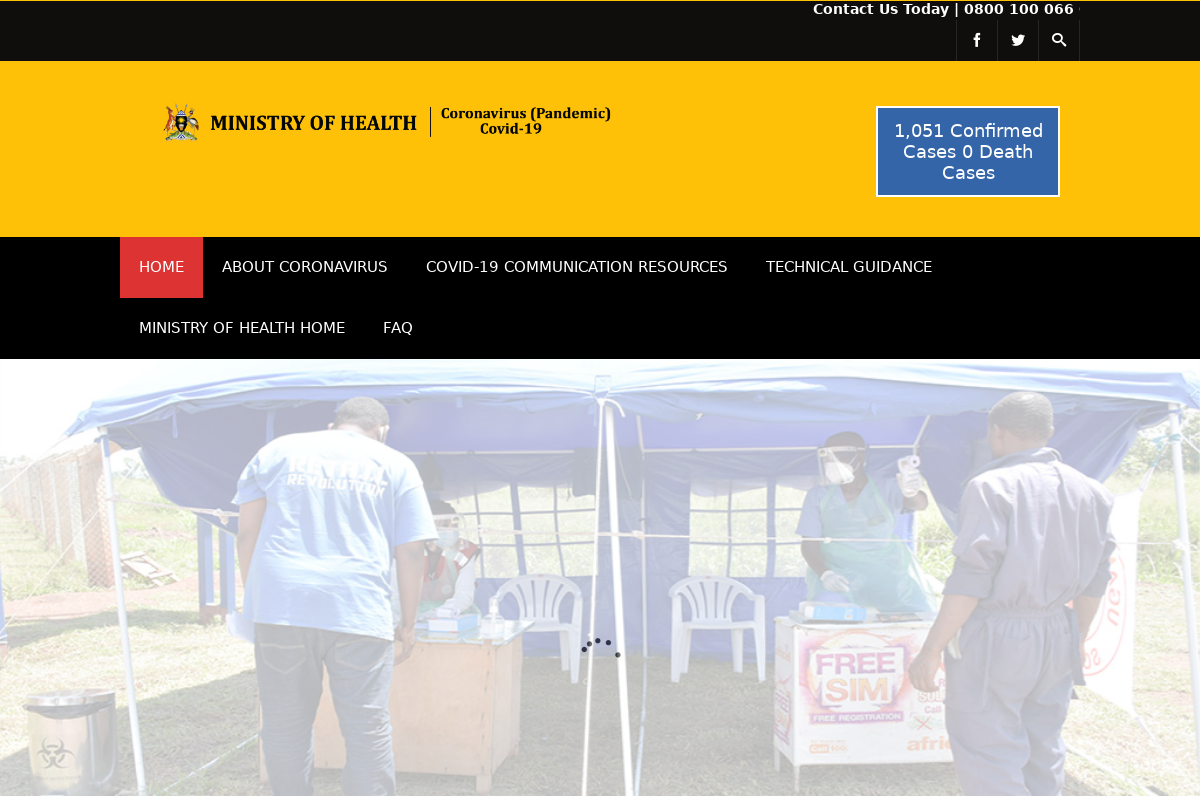 Contact Us Today | 0800 100 066
MINISTRY OF HEALTH
Coronavirus (Pandemic)
Covid-19
1,051 Confirmed
Cases 0 Death
Cases
HOME
ABOUT CORONAVIRUS
COVID-19 COMMUNICATION RESOURCES
TECHNICAL GUIDANCE
MINISTRY OF HEALTH HOME
FAQ
REVOLUTION
FREE
SIM
FREE REGISTRATION